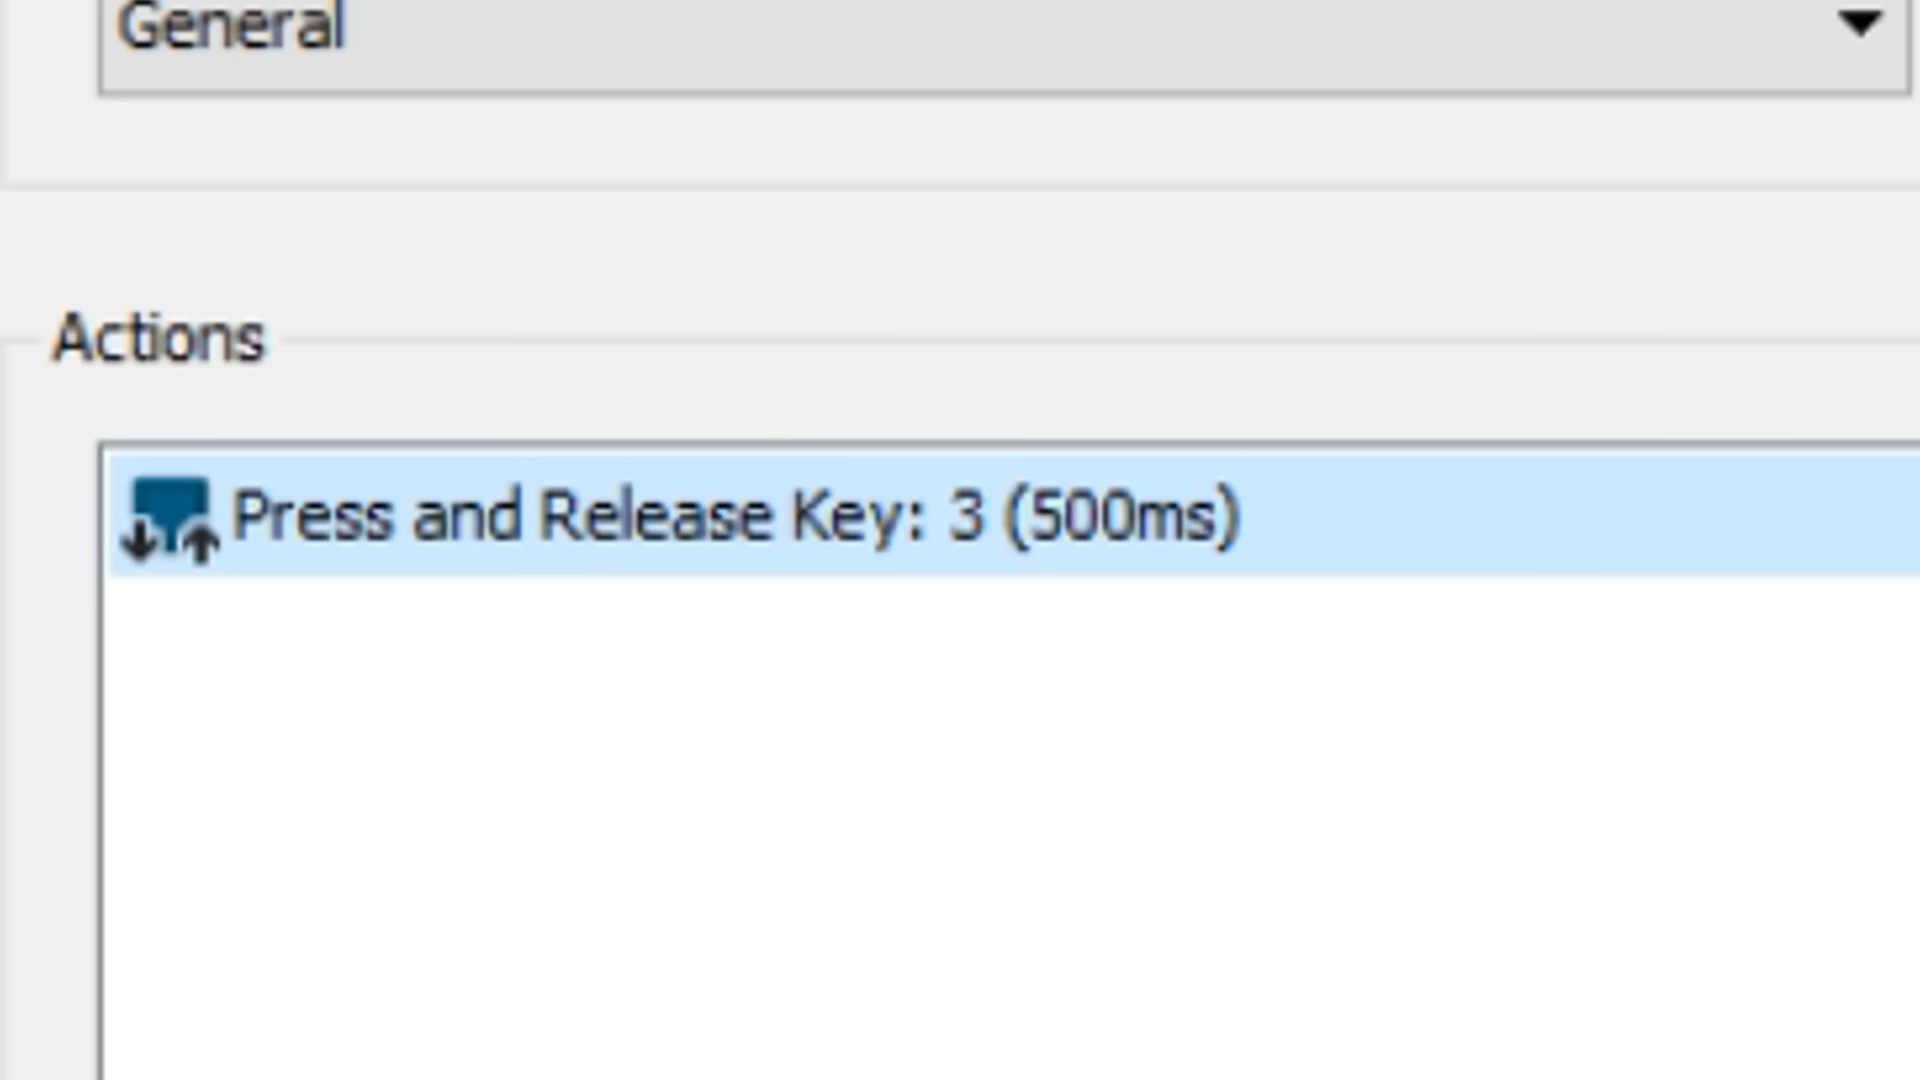 General
Actions
Press and Release Key: 3 (500ms)